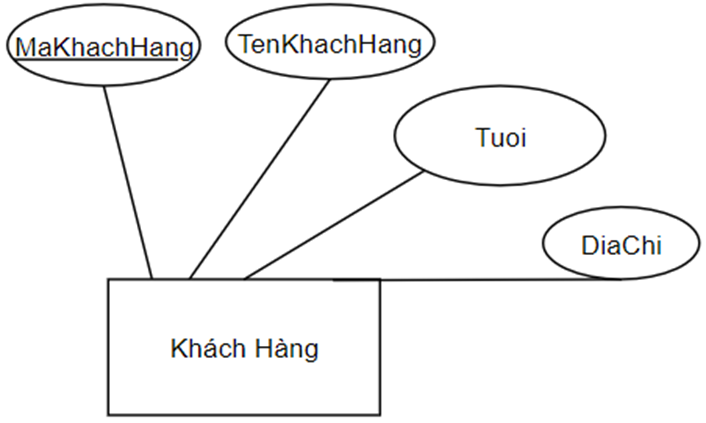 MaKhachHang
TenKhachHang
Tuoi
DiaChi
Khách Hàng